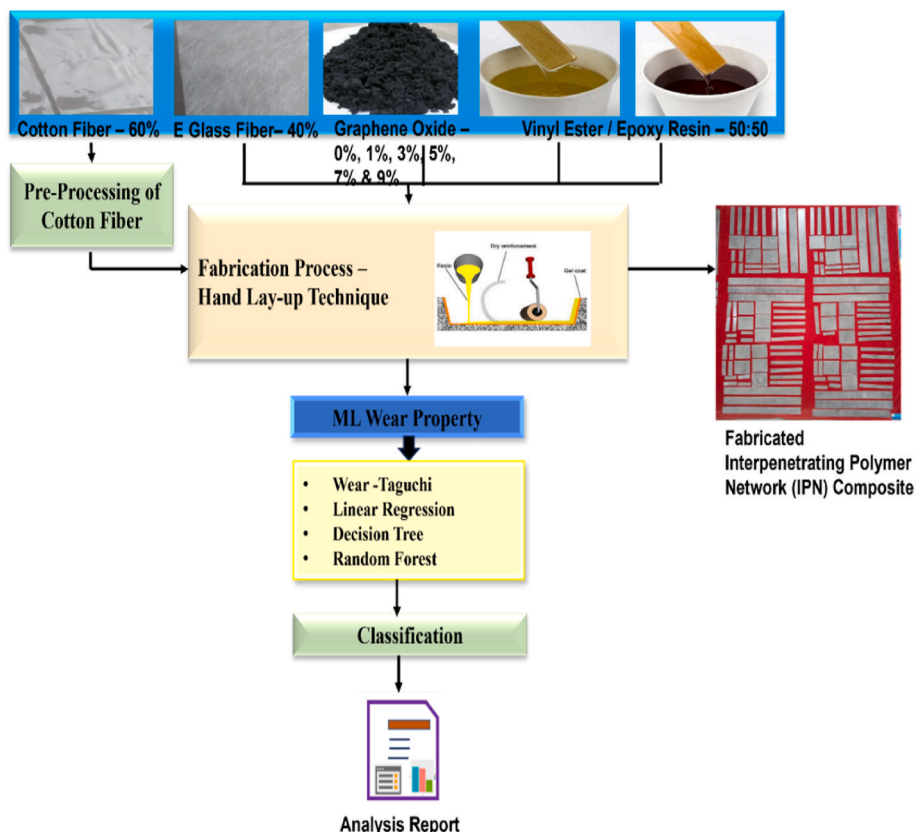 Cotton Fiber – 60%
E Glass Fiber– 40%
Graphene Oxide –
0%, 1%, 3%, 5%,
7% & 9%
Vinyl Ester / Epoxy Resin – 50:50
Pre-Processing of
Cotton Fiber
Fabrication Process –
Hand Lay-up Technique
Resin
Dry reinforcement
Gel coat
Fabricated
Interpenetrating Polymer
Network (IPN) Composite
ML Wear Property
• Wear -Taguchi
• Linear Regression
• Decision Tree
• Random Forest
Classification
Analysis Report